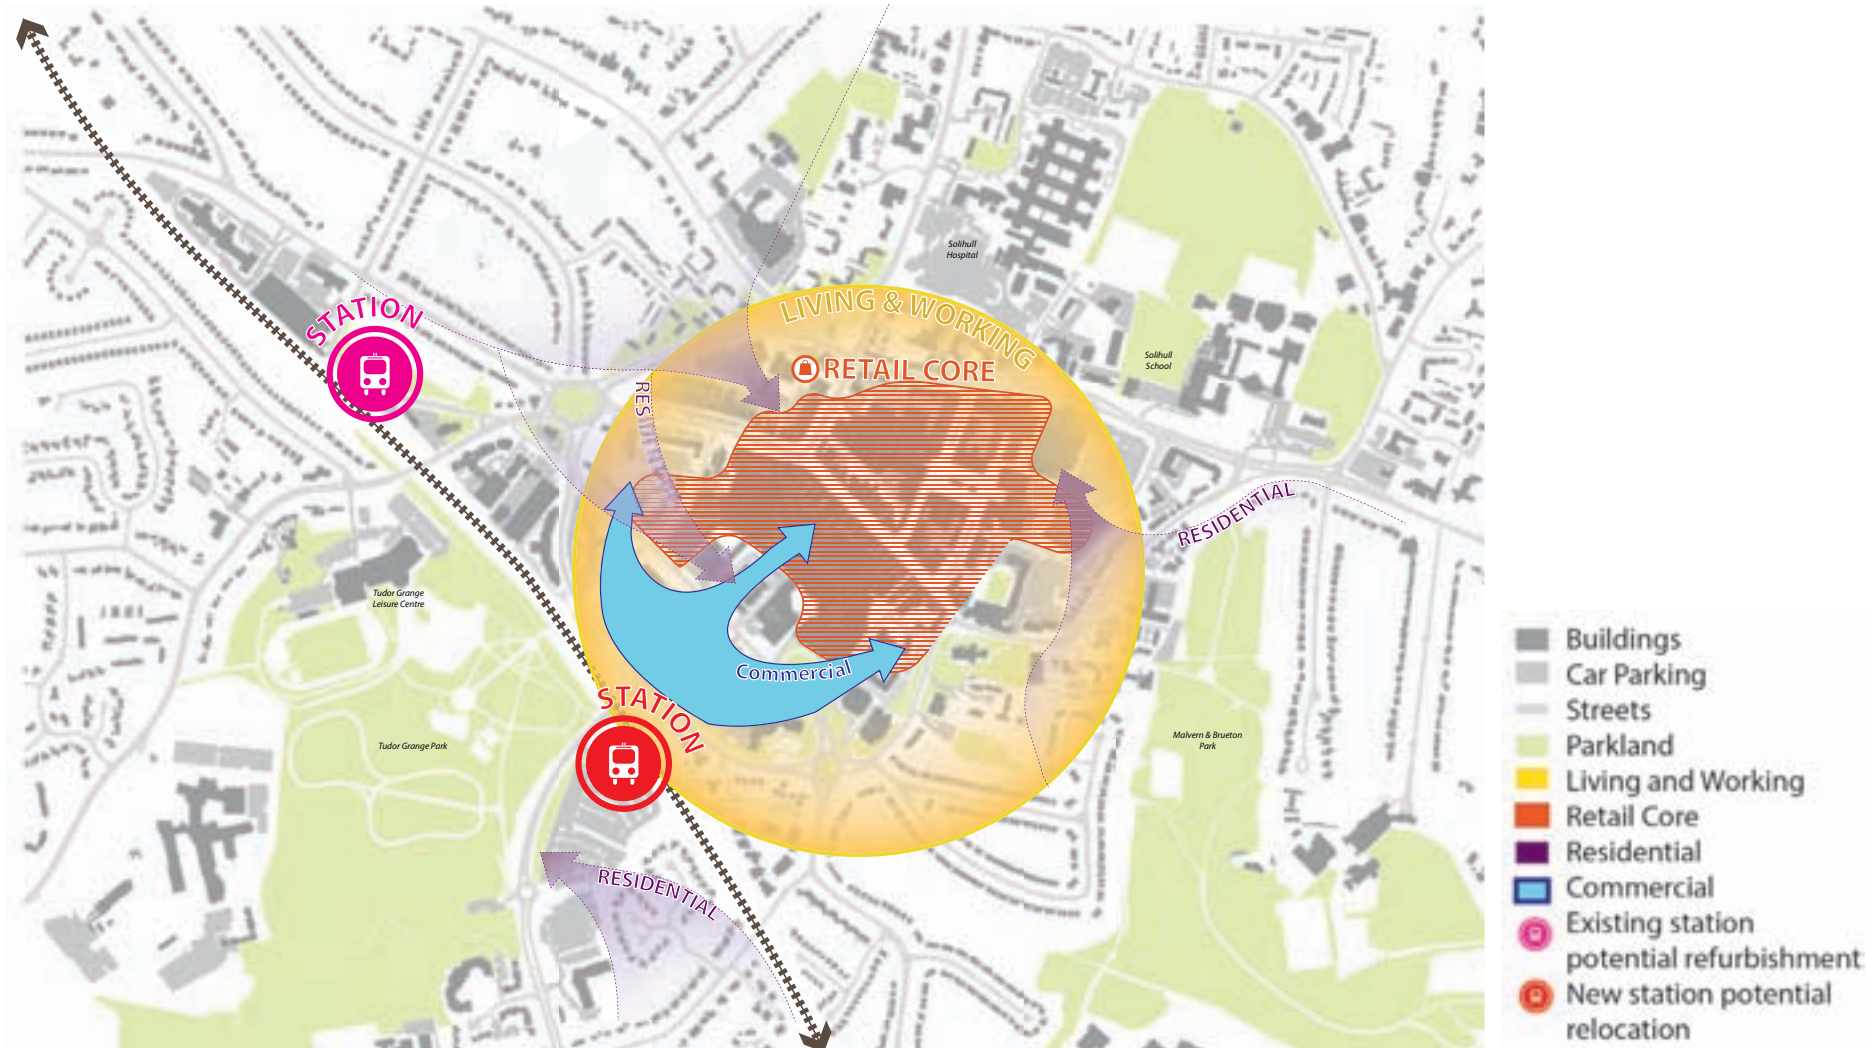 Solihull
Hospital
LIVING & WORKING
STATION
RETAIL CORE
Solihull
School
RESIDENTIAL
RESIDENTIAL
Tudor Grange
Leisure Centre
Commercial
STATION
Tudor Grange Park
Malvern & Brueton
Park
RESIDENTIAL
Buildings
Car Parking
Streets
Parkland
Living and Working
Retail Core
Residential
Commercial
Existing station
potential refurbishment
New station potential
relocation